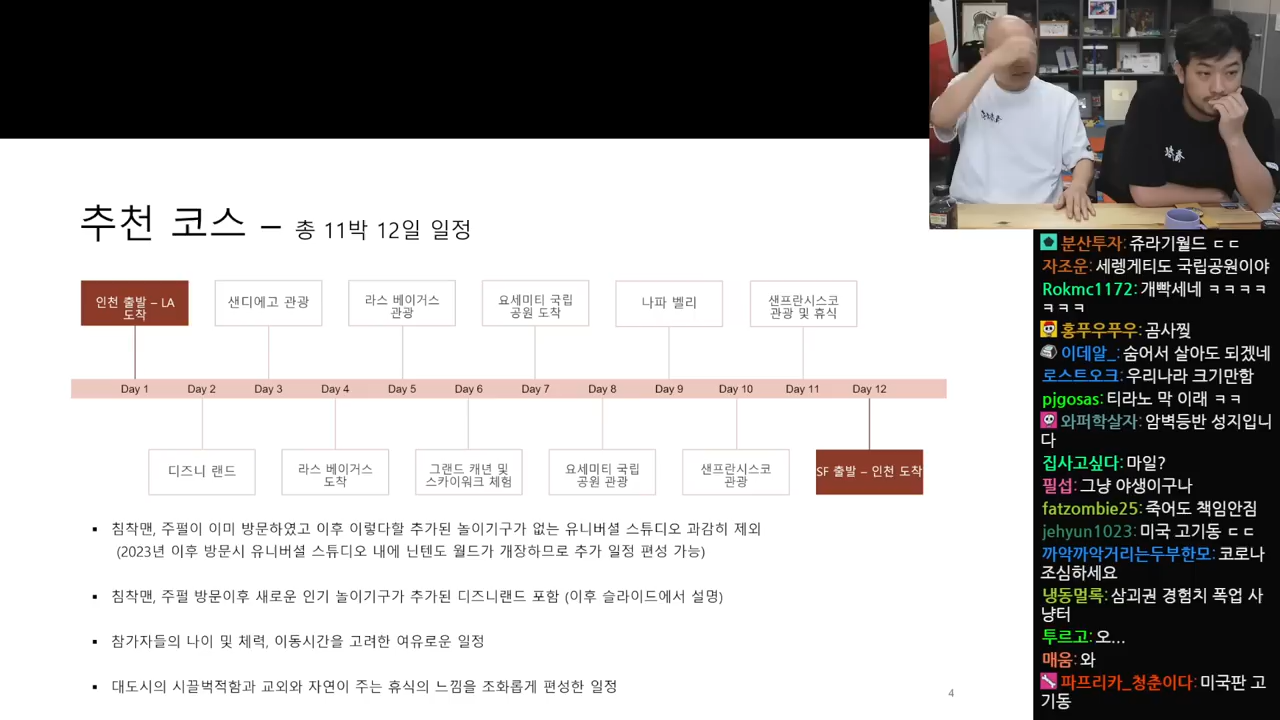 추천 코스 – 총 11박 12일 일정
인천 출발 – LA
도착
샌디에고 관광
라스 베이거스
관광
요세미티 국립
공원 도착
나파 벨리
샌프란시스코
관광 및 휴식
Day 1 Day 2 Day 3 Day 4 Day 5 Day 6 Day 7 Day 8 Day 9 Day 10 Day 11 Day 12
디즈니 랜드
라스 베이거스
도착
그랜드 캐년 및
스카이워크 체험
요세미티 국립
공원 관광
샌프란시스코
관광
SF 출발 – 인천 도착
▪ 침착맨, 주펄이 이미 방문하였고 이후 이렇다할 추가된 놀이기구가 없는 유니버셜 스튜디오 과감히 제외
(2023년 이후 방문시 유니버셜 스튜디오 내에 닌텐도 월드가 개장하므로 추가 일정 편성 가능)
▪ 침착맨, 주펄 방문이후 새로운 인기 놀이기구가 추가된 디즈니랜드 포함 (이후 슬라이드에서 설명)
▪ 참가자들의 나이 및 체력, 이동시간을 고려한 여유로운 일정
▪ 대도시의 시끌벅적함과 교외와 자연이 주는 휴식의 느낌을 조화롭게 편성한 일정
4
분산투자: 쥬라기월드 ㄷㄷ
자조운: 세렝게티도 국립공원이야
Rokmc1172: 개빡세네 ㅋㅋㅋㅋ
ㅋㅋㅋ
홍푸우푸우: 곰사찢
이데알_: 숨어서 살아도 되겠네
로스트오크: 우리나라 크기만함
pjgosas: 티라노 막 이래 ㅋㅋ
와퍼학살자: 암벽등반 성지입니
다
집사고싶다: 마일?
필섭: 그냥 야생이구나
fatzombie25: 죽어도 책임안짐
jehyun1023: 미국 고기동 ㄷㄷ
까악까악거리는두부한모: 코로나
조심하세요
냉동멀록: 삼괴권 경험치 폭업 사
냥터
투르고: 오...
매움: 와
파프리카_청춘이다: 미국판 고
기동